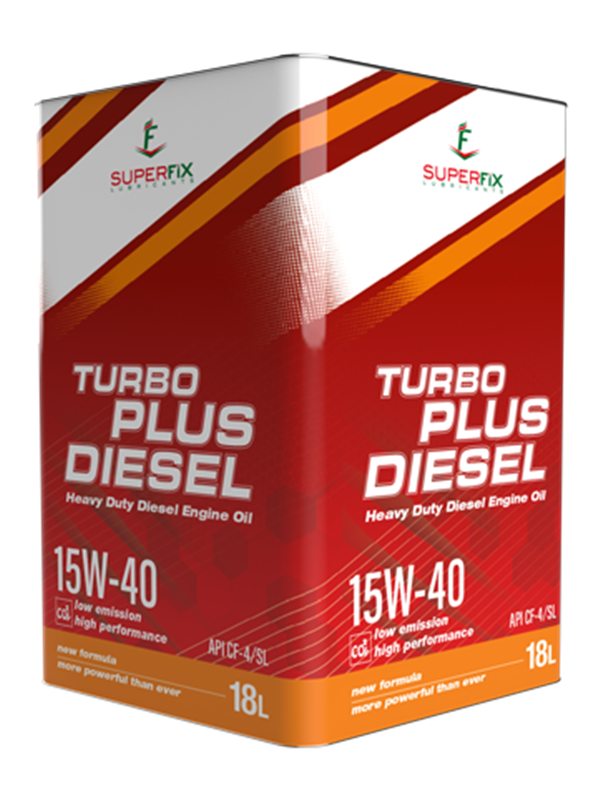 F
SUPERFIX
LUBRICANTS
TURBO
PLUS
DIESEL
Heavy Duty Diesel Engine Oil
15W-40
low emission
high performance
API CF-4/SL
new formula
more powerful than ever
18L
F
SUPERFIX
LUBRICANTS
TURBO
PLUS
DIESEL
Heavy Duty Diesel Engine Oil
15W-40
low emission
high performance
API CF-4/SL
new formula
more powerful than ever
18L